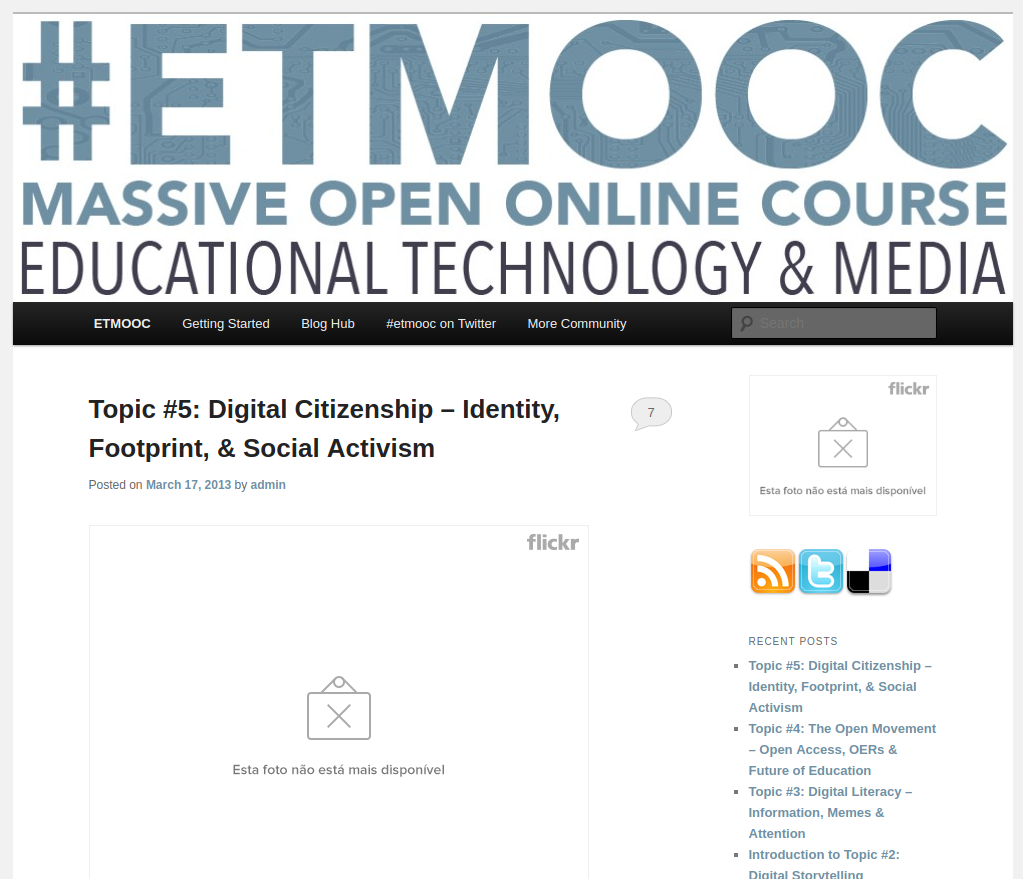 #ETMOOC
MASSIVE OPEN ONLINE COURSE
EDUCATIONAL TECHNOLOGY & MEDIA
ETMOOC Getting Started Blog Hub #etmooc on Twitter More Community Search
Topic #5: Digital Citizenship – Identity,
Footprint, & Social Activism
7
Posted on March 17, 2013 by admin
flickr
Esta foto não está mais disponível
flickr
Esta foto não está mais disponível
RECENT POSTS
Topic #5: Digital Citizenship –
Identity, Footprint, & Social
Activism
Topic #4: The Open Movement
– Open Access, OERs &
Future of Education
Topic #3: Digital Literacy –
Information, Memes &
Attention
Introduction to Topic #2:
Digital Storytelling